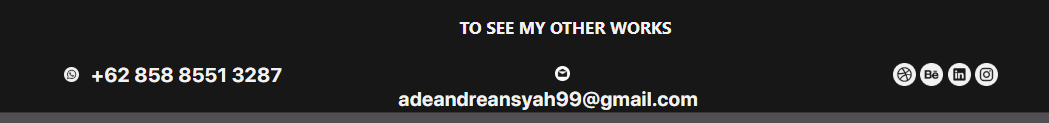 TO SEE MY OTHER WORKS
+62 858 8551 3287
adeandreansyah99@gmail.com